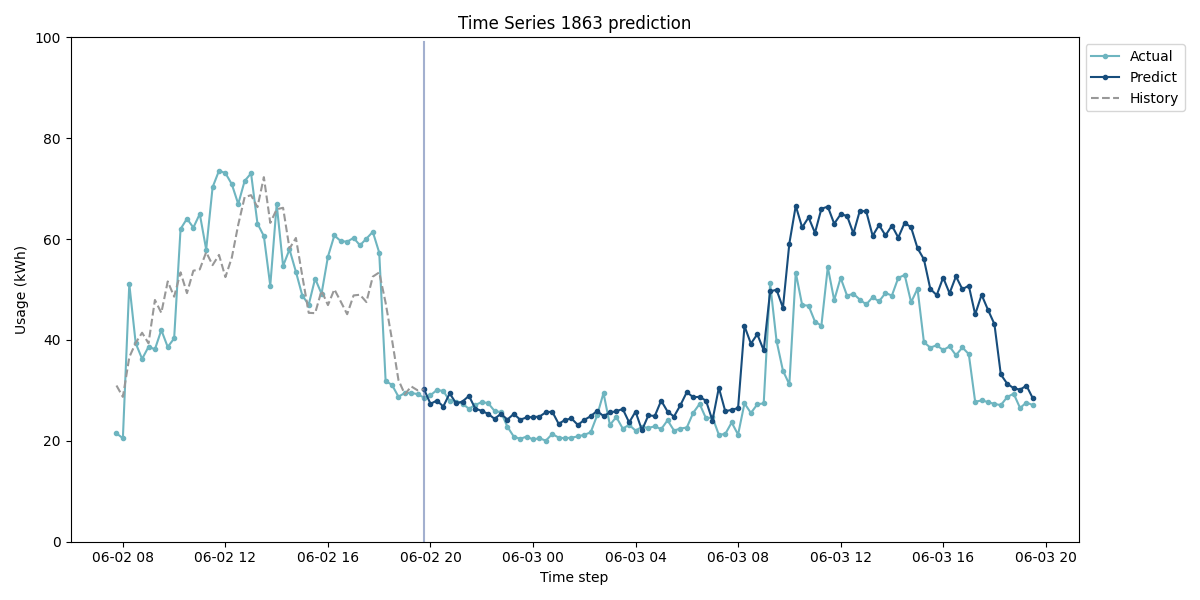 Time Series 1863 prediction
Usage (kWh)
100
80
60
40
20
0
06-02 08
06-02 12
06-02 16
06-02 20
06-03 00
06-03 04
06-03 08
06-03 12
06-03 16
06-03 20
Time step
Actual
Predict
History